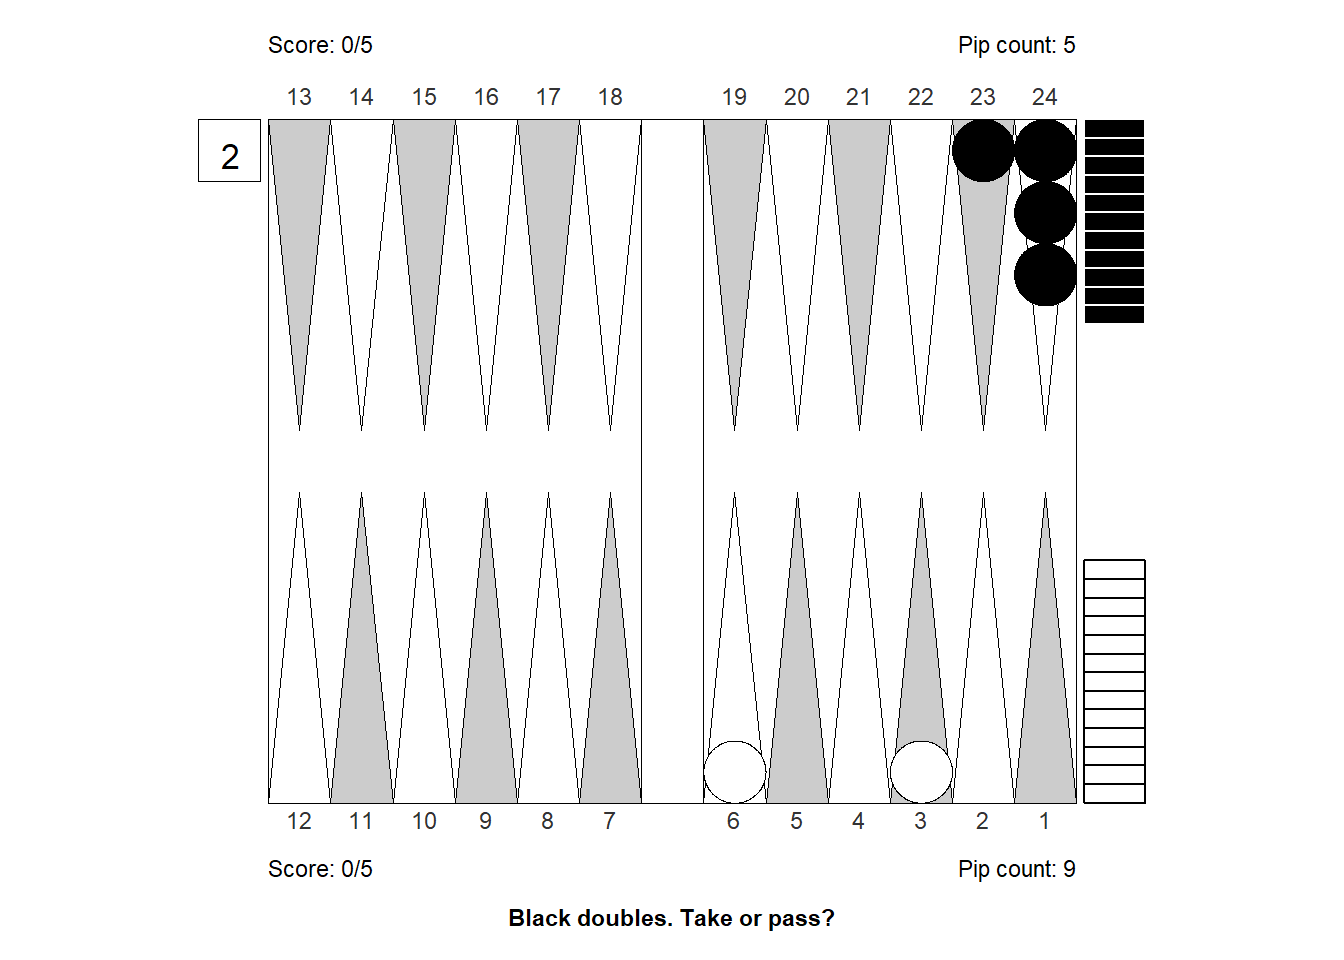 Score: 0/5 Pip count: 5
13 14 15 16 17 18 19 20 21 22 23 24
2
12 11 10 9 8 7 6 5 4 3 2 1
Score: 0/5 Pip count: 9
Black doubles. Take or pass?